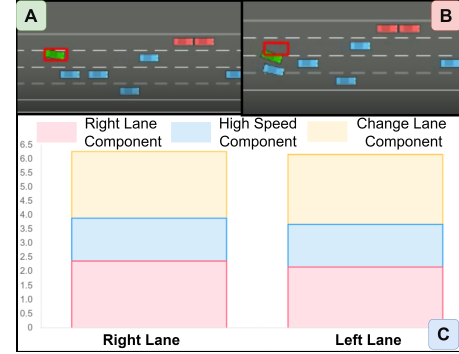 A
B
Right Lane Component
High Speed Component
Change Lane Component
6.5
6.0
5.5
5.0
4.5
4.0
3.5
3.0
2.5
2.0
1.5
1.0
0.5
0
Right Lane
Left Lane
C